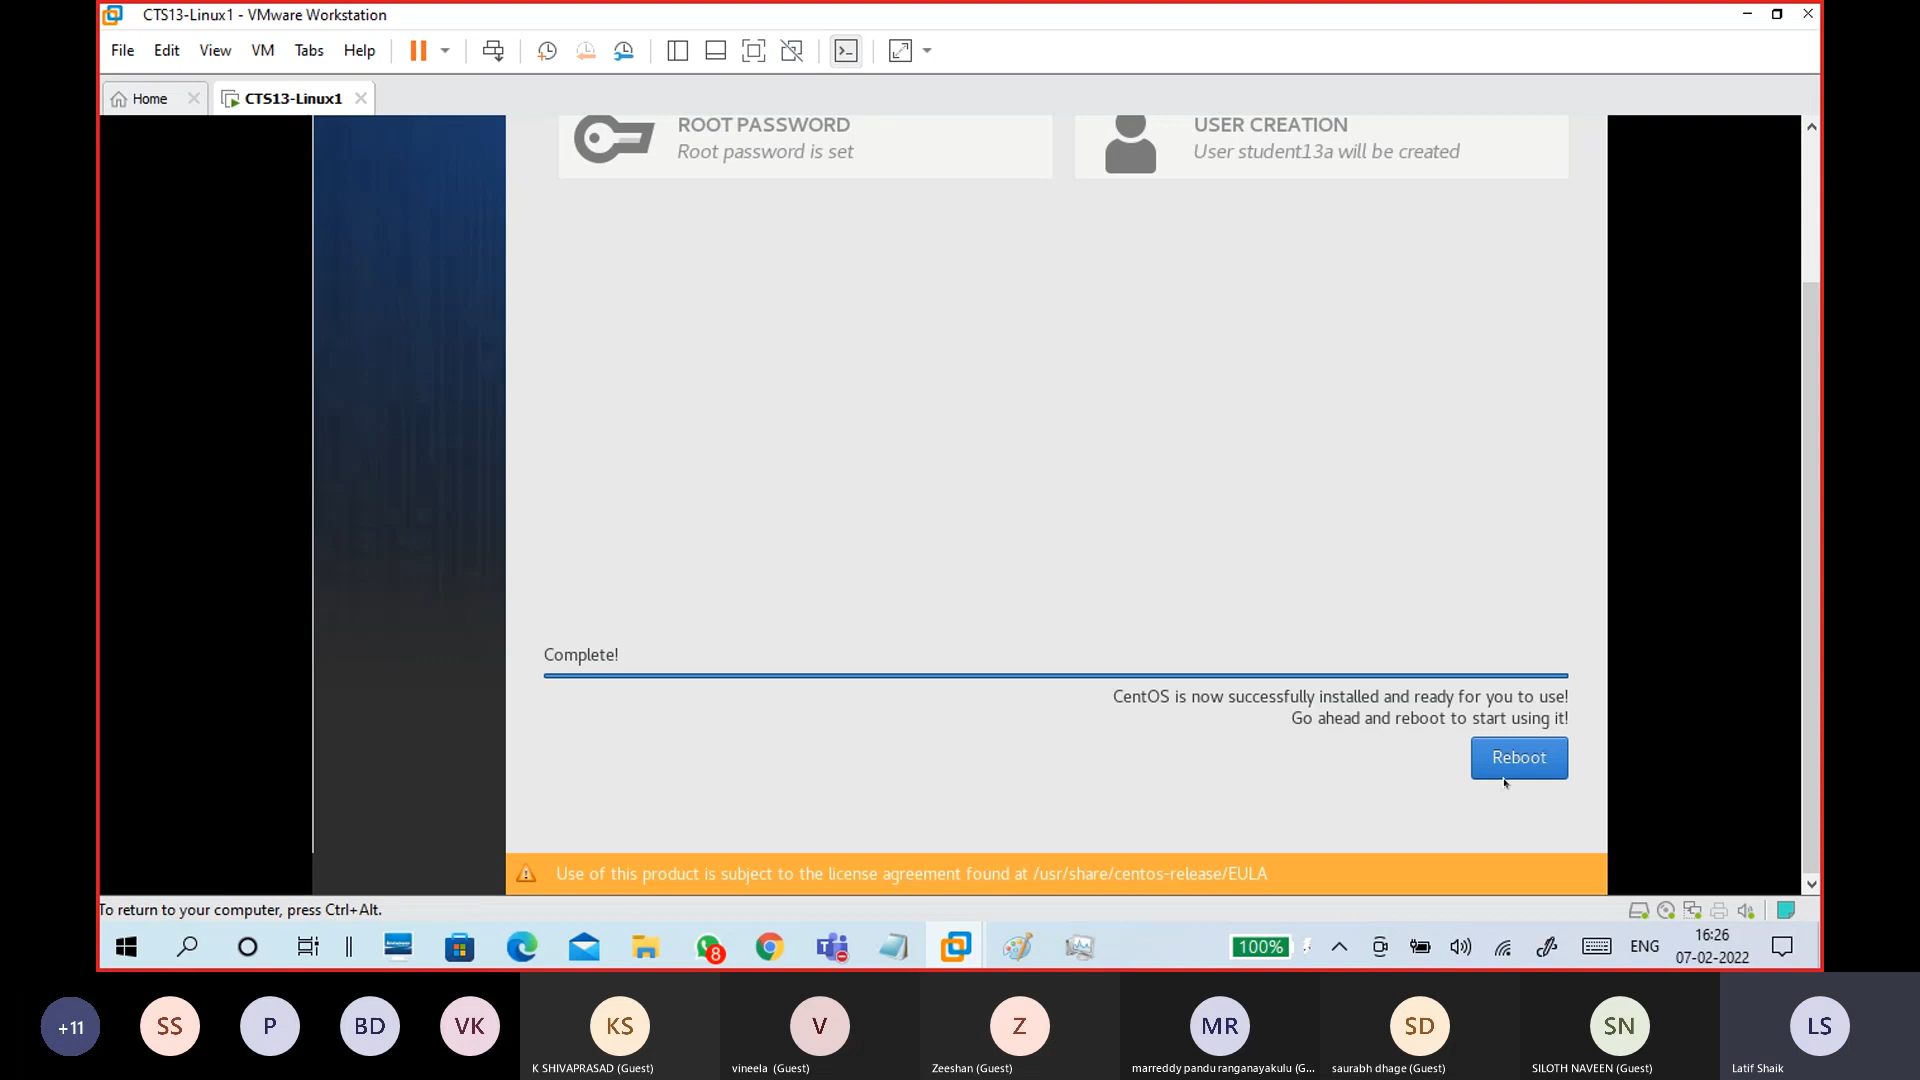 CTS13-Linux1 - VMware Workstation
File Edit View VM Tabs Help
Home
CTS13-Linux1
ROOT PASSWORD
Root password is set
USER CREATION
User student13a will be created
Complete!
CentOS is now successfully installed and ready for you to use!
Go ahead and reboot to start using it!
Reboot
Use of this product is subject to the license agreement found at /usr/share/centos-release/EULA
To return to your computer, press Ctrl+Alt.
8
100%
ENG
16:26
07-02-2022
+11
SS
P
BD
VK
KS
V
Z
MR
SD
SN
LS
K SHIVAPRASAD (Guest)
vineela (Guest)
Zeeshan (Guest)
marreddy pandu ranganayakulu (G...
saurabh dhage (Guest)
SILOTH NAVEEN (Guest)
Latif Shaik